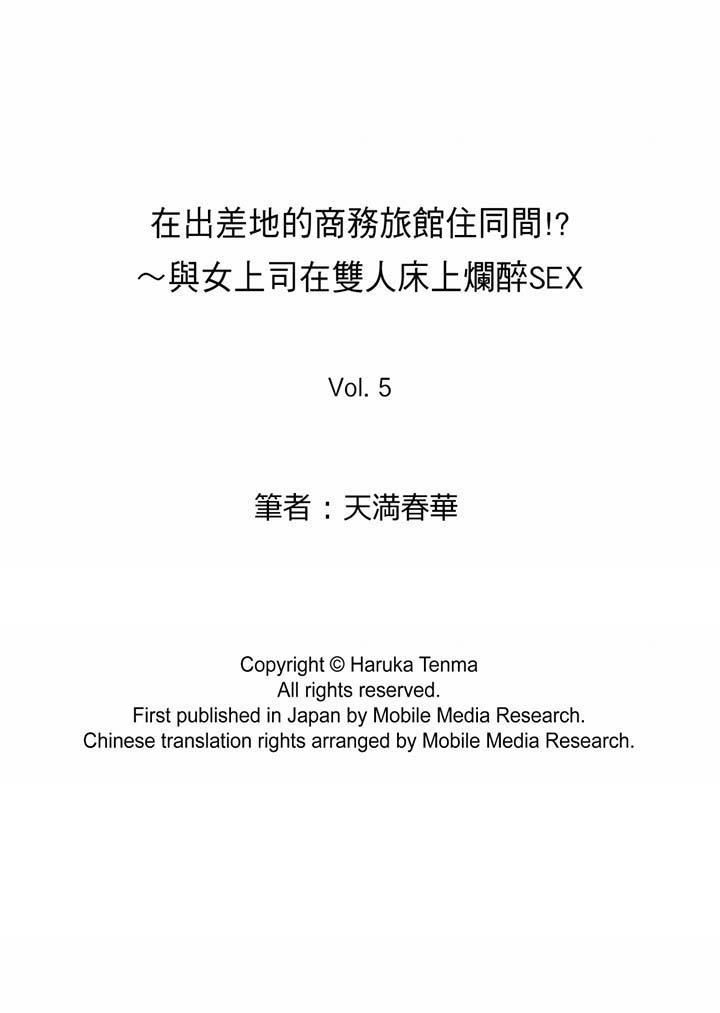 在出差地的商務旅館住同間!?
～與女上司在雙人床上爛醉SEX
Vol. 5
筆者：天満春華
Copyright © Haruka Tenma
All rights reserved.
First published in Japan by Mobile Media Research.
Chinese translation rights arranged by Mobile Media Research.